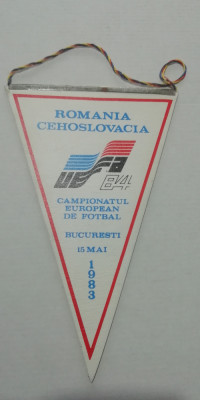 ROMANIA
CEHOSLOVACIA
UEFA
84
CAMPIONATUL
EUROPEAN
DE FOTBAL
BUCURESTI
15 MAI
1
9
8
3